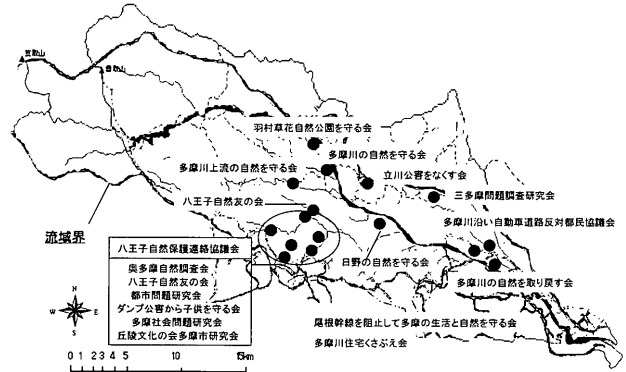 笠取山
雲取山
羽村草花自然公園を守る会
多摩川の自然を守る会
多摩川上流の自然を守る会
立川公害をなくす会
三多摩問題調査研究会
八王子自然友の会
多摩川沿い自動車道路反対都民協議会
流域界
八王子自然保護連絡協議会
日野の自然を守る会
奥多摩自然調査会
八王子自然友の会
都市問題研究会
ダンプ公害から子供を守る会
多摩社会問題研究会
丘陵文化の会多摩市研究会
多摩川の自然を取り戻す会
尾根幹線を阻止して多摩の生活と自然を守る会
多摩川住宅くさぶえ会
N
W E
S
0 1 2 3 4 5 10 15km